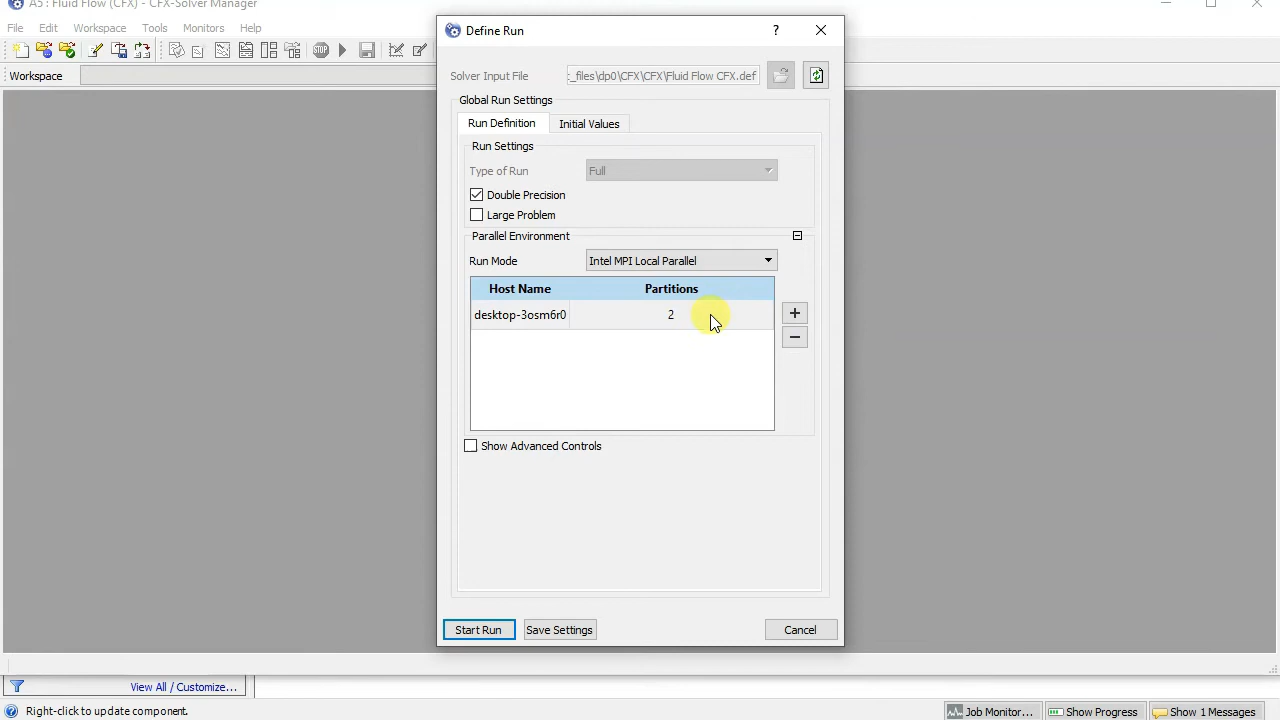 A5 : Fluid Flow (CFX) - CFX-Solver Manager
File Edit Workspace Tools Monitors Help
Workspace
Define Run
?
Solver Input File
:_files\dp0\CFX\CFX\Fluid Flow CFX.def
Global Run Settings
Run Definition Initial Values
Run Settings
Type of Run Full
Double Precision
Large Problem
Parallel Environment
Run Mode Intel MPI Local Parallel
Host Name Partitions
desktop-3osm6r0 2
Show Advanced Controls
Start Run Save Settings Cancel
View All / Customize...
Right-click to update component.
Job Monitor... Show Progress Show 1 Messages